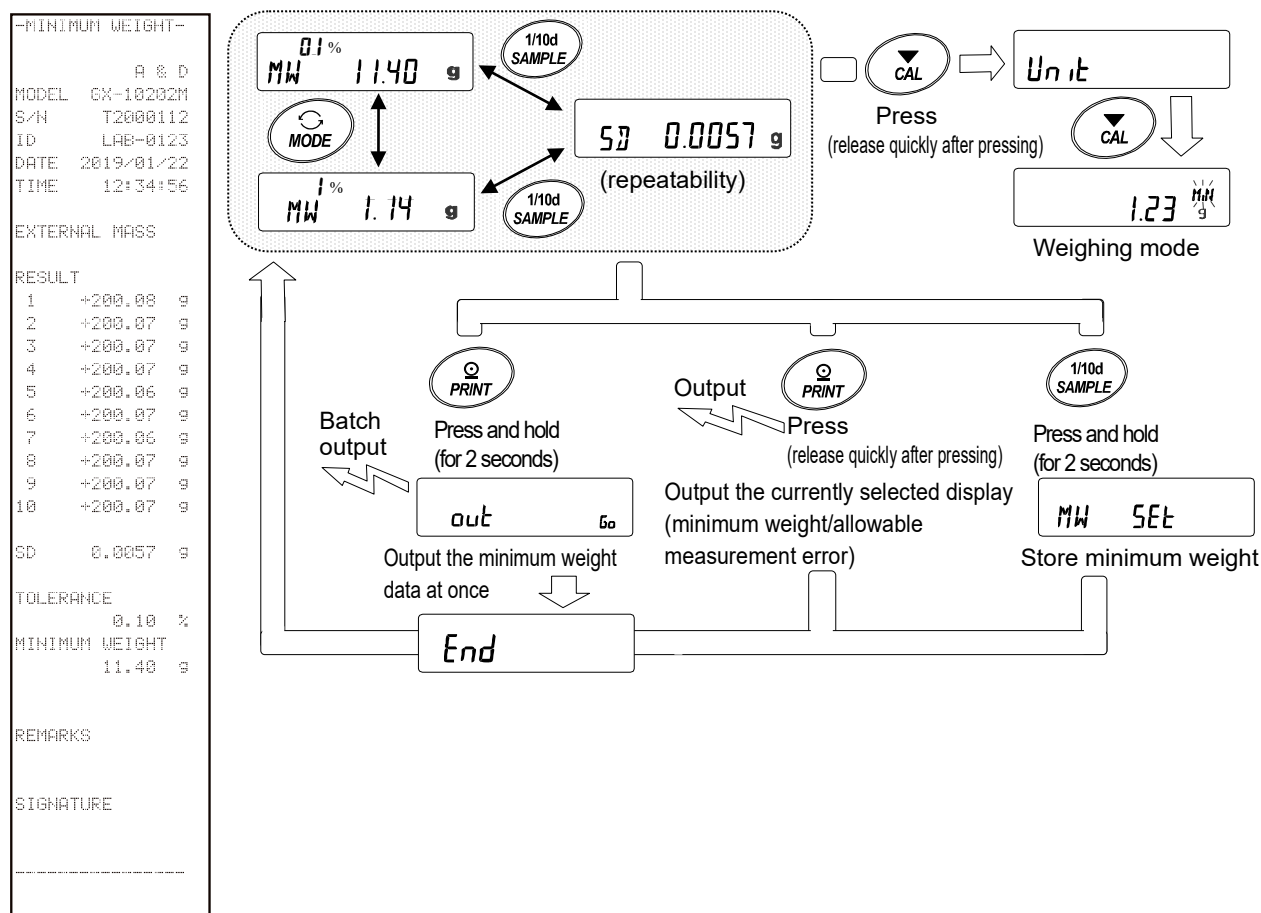 -MINIMUM WEIGHT-
A & D
MODEL GX-10202M
S/N T2000112
ID LAB-0123
DATE 2019/01/22
TIME 12:34:56
EXTERNAL MASS
RESULT
1 +200.08 g
2 +200.07 g
3 +200.07 g
4 +200.07 g
5 +200.06 g
6 +200.07 g
7 +200.06 g
8 +200.07 g
9 +200.07 g
10 +200.07 g
SD 0.0057 g
TOLERANCE
0.10 %
MINIMUM WEIGHT
11.40 g
REMARKS
SIGNATURE
0.1 %
MW 11.40 g
1/10d
SAMPLE
MODE
SD 0.0057 g
(repeatability)
1 %
MW 1.14 g
1/10d
SAMPLE
CAL
Press
(release quickly after pressing)
Unit
CAL
1.23 MIN g
Weighing mode
PRINT
Batch
output
Press and hold
(for 2 seconds)
out Go
Output the minimum weight
data at once
End
Output
PRINT
Press
(release quickly after pressing)
Output the currently selected display
(minimum weight/allowable
measurement error)
1/10d
SAMPLE
Press and hold
(for 2 seconds)
MW SEt
Store minimum weight